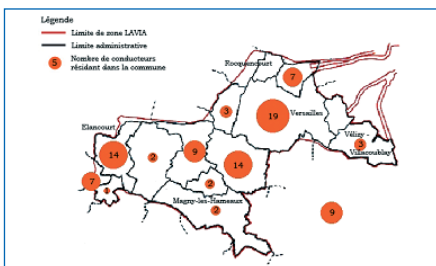 Légende
Limite de zone LAVIA
Limite administrative
5
Nombre de conducteurs
résidant dans la commune
Rocquencourt
7
3
19
Versailles
Elancourt
Vélizy -
Villacoublay
3
14
2
9
14
7
1
2
Magny-les-Hameaux
2
9